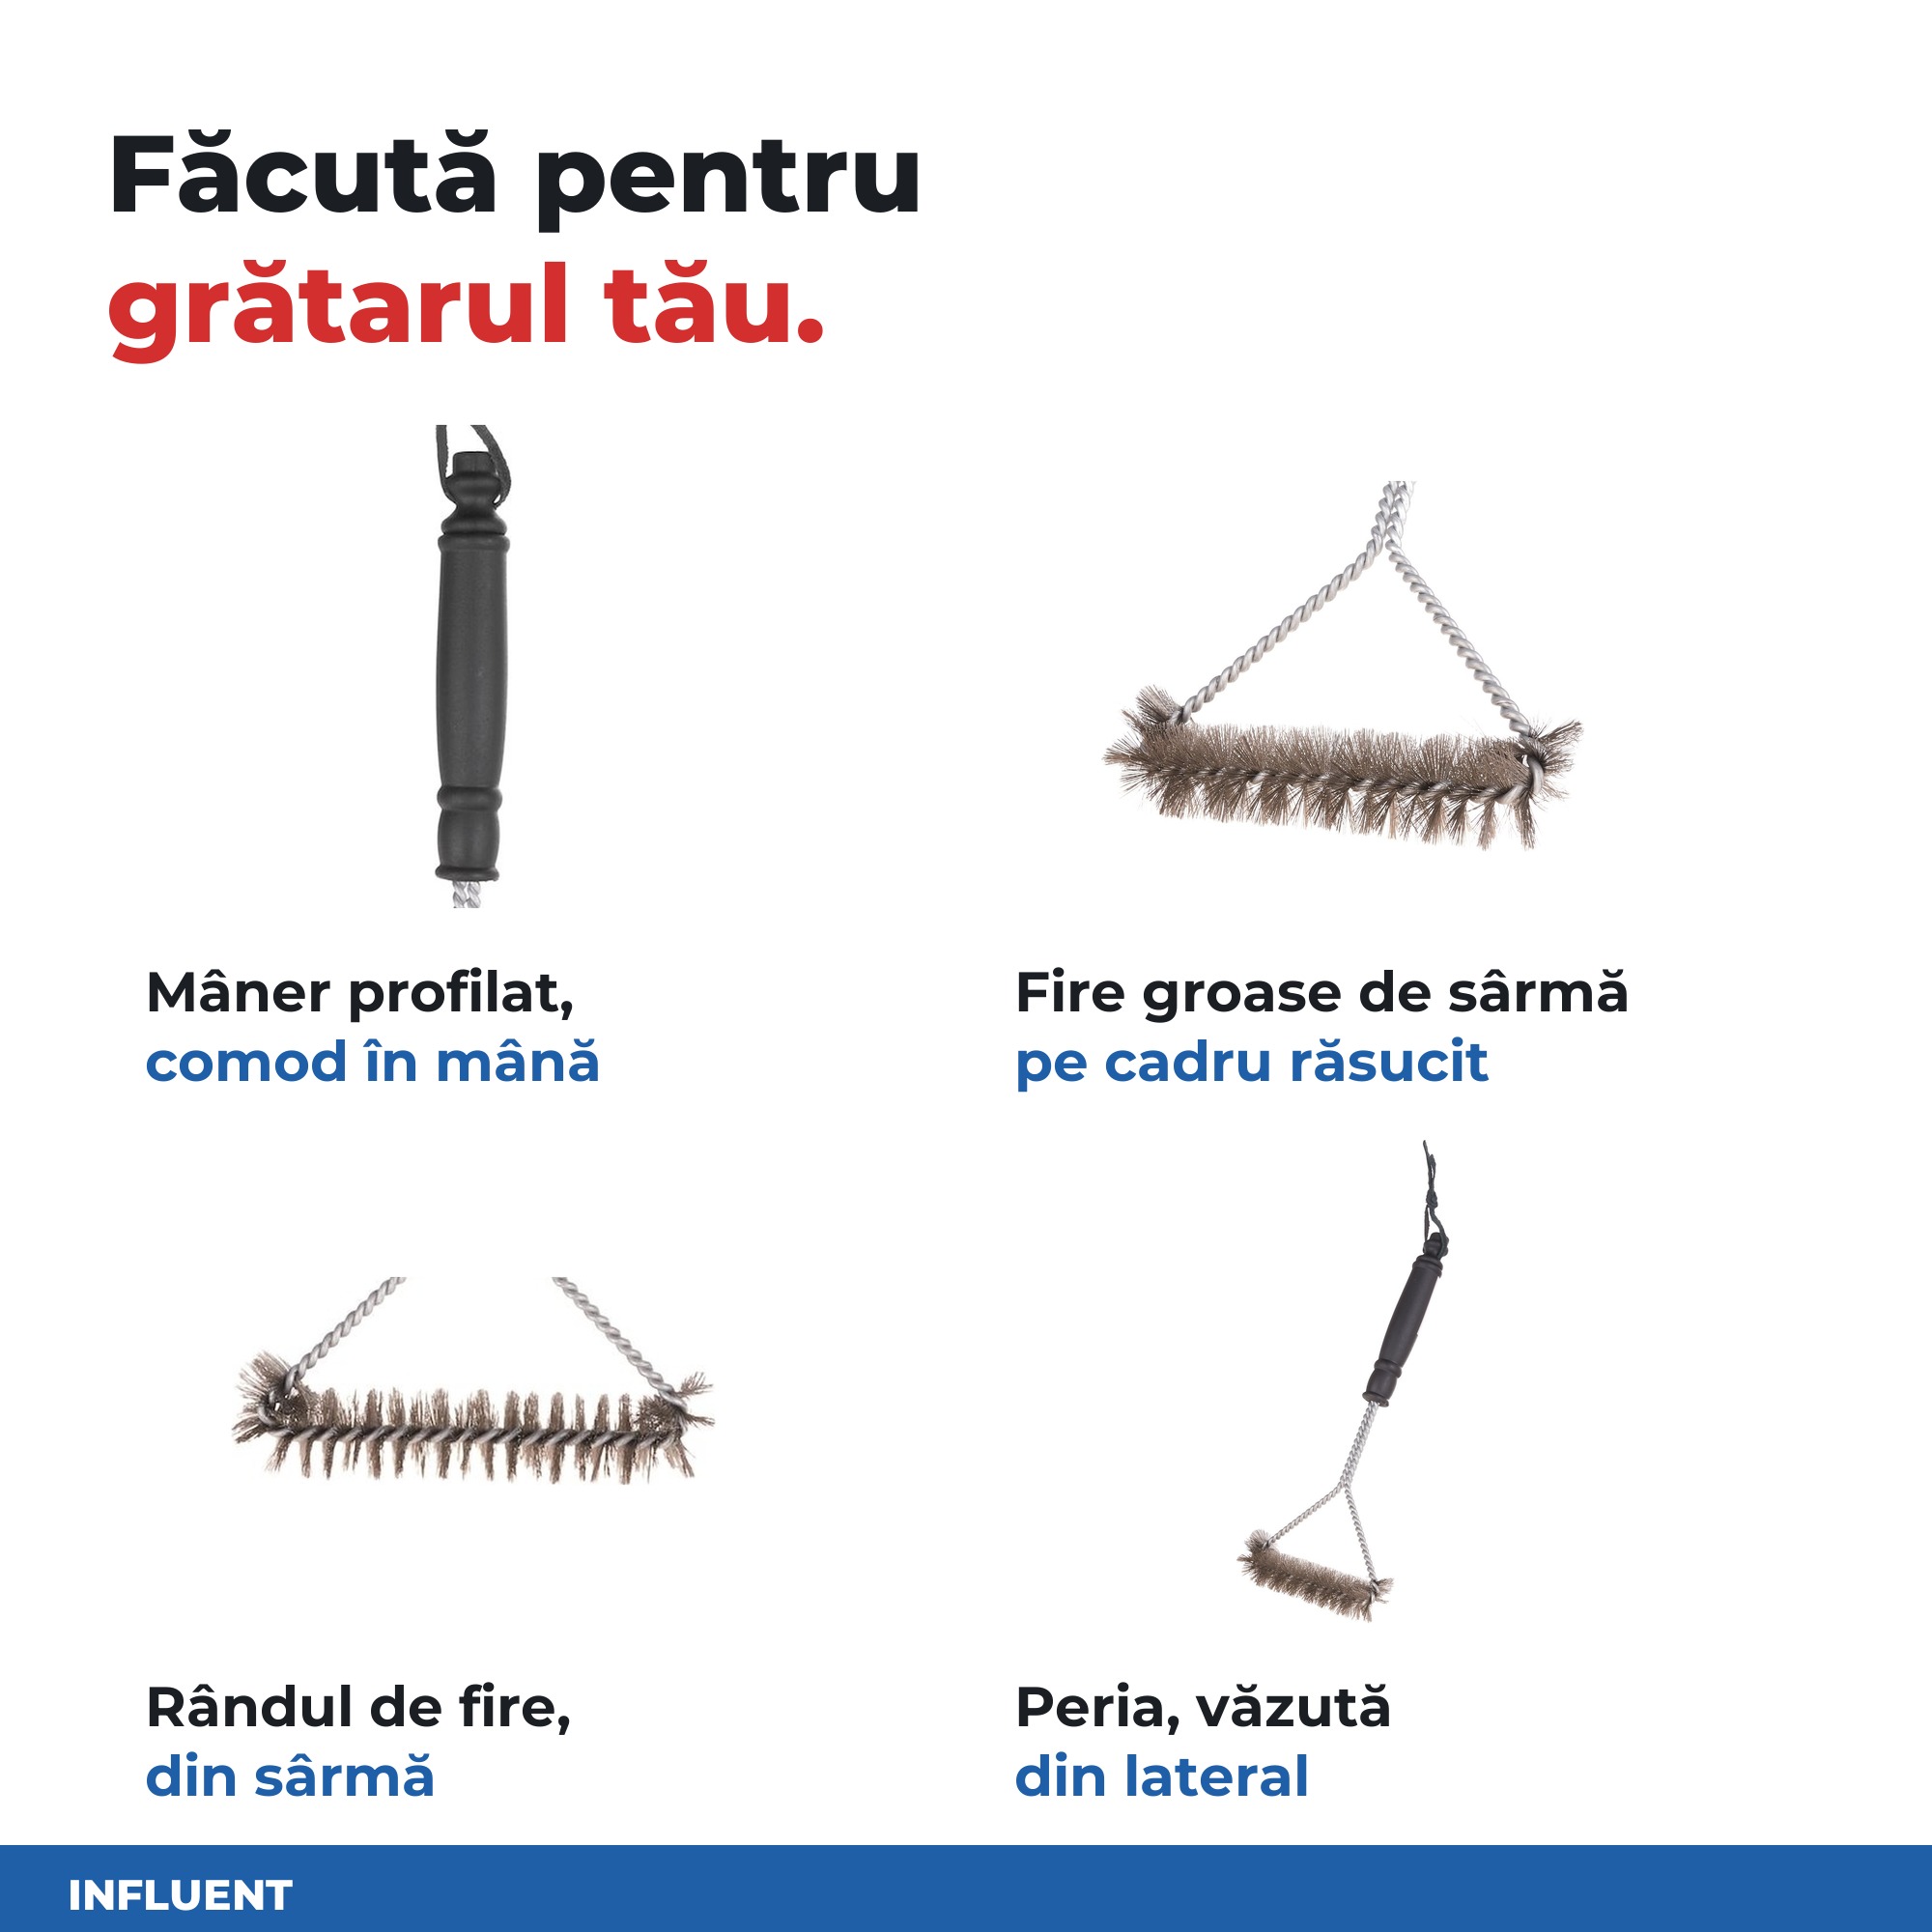 Făcută pentru
grătarul tău.
Mâner profilat,
comod în mână
Fire groase de sârmă
pe cadru răsucit
Rândul de fire,
din sârmă
Peria, văzută
din lateral
INFLUENT